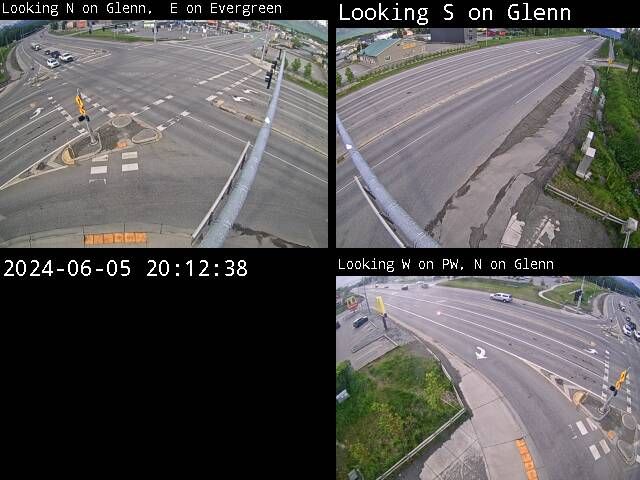 Looking N on Glenn,  E on Evergreen
Looking S on Glenn
2024-06-05 20:12:38
Looking W on PW, N on Glenn